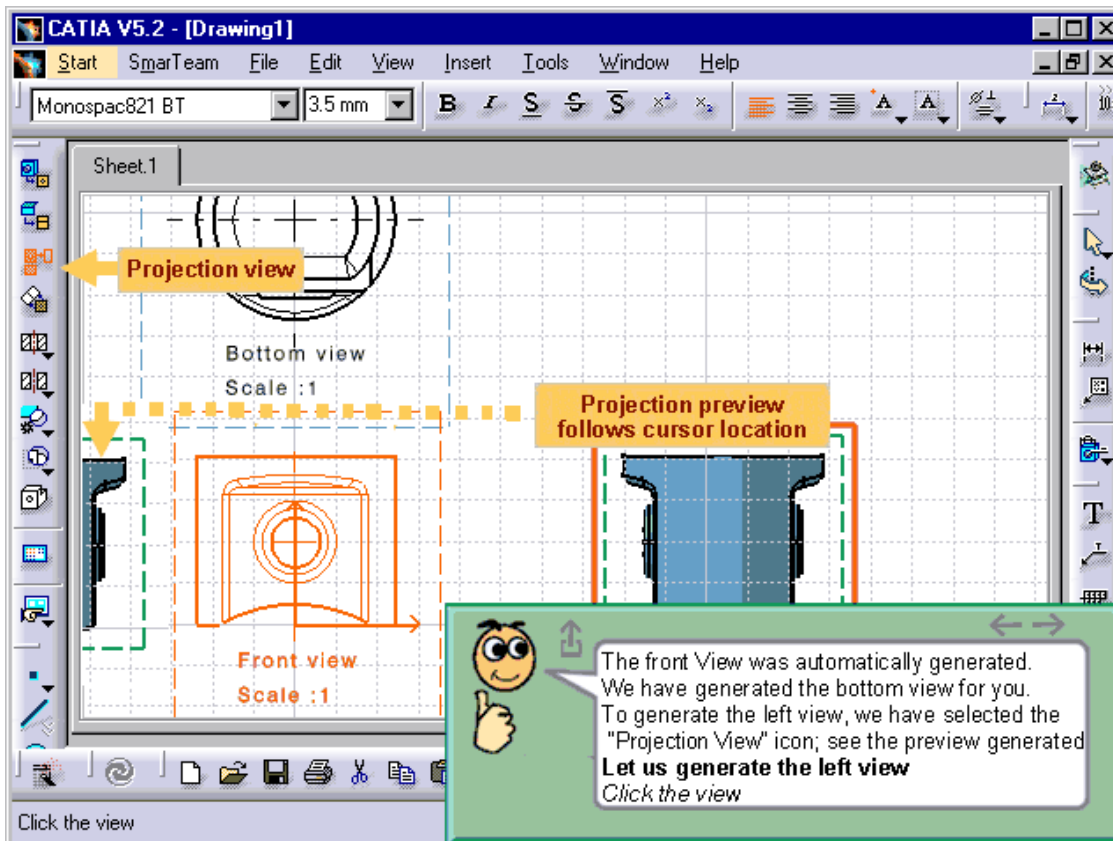 CATIA V5.2 - [Drawing1]
Start SmarTeam File Edit View Insert Tools Window Help
Monospac821 BT 3.5 mm B I S S S x² x₂ A A 10
Sheet.1
Projection view
Bottom view
Scale :1
Projection preview
follows cursor location
T
Front view
Scale :1
The front View was automatically generated.
We have generated the bottom view for you.
To generate the left view, we have selected the
"Projection View" icon; see the preview generated
Let us generate the left view
Click the view
Click the view